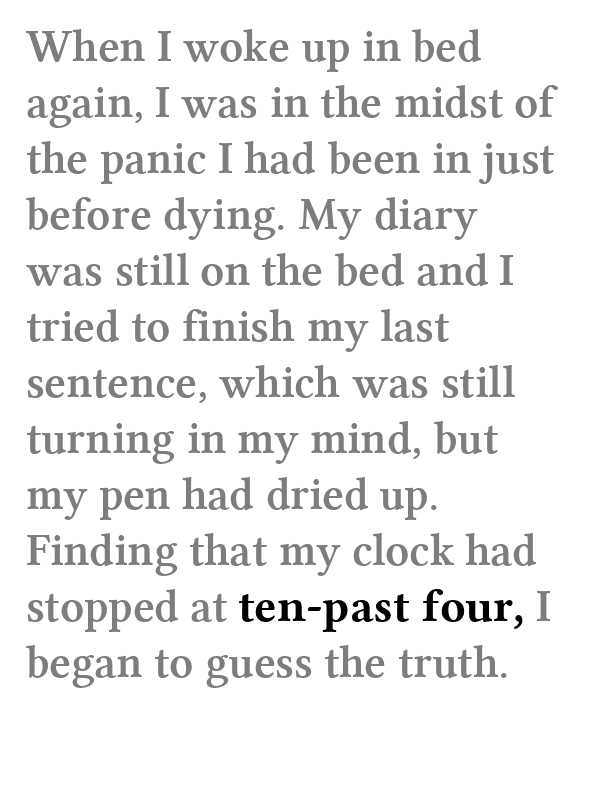 When I woke up in bed
again, I was in the midst of
the panic I had been in just
before dying. My diary
was still on the bed and I
tried to finish my last
sentence, which was still
turning in my mind, but
my pen had dried up.
Finding that my clock had
stopped at ten-past four, I
began to guess the truth.